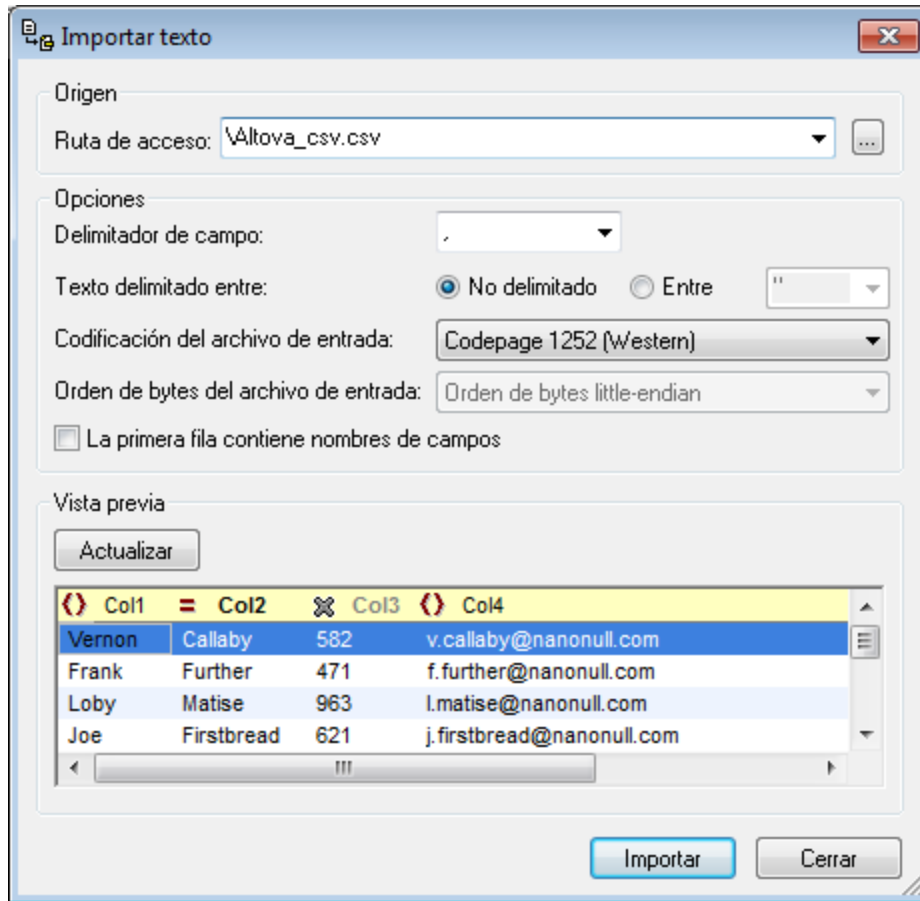 Importar texto
Origen
Ruta de acceso: \Altova_csv.csv ...
Opciones
Delimitador de campo: ,
Texto delimitado entre: No delimitado Entre "
Codificación del archivo de entrada: Codepage 1252 (Western)
Orden de bytes del archivo de entrada: Orden de bytes little-endian
La primera fila contiene nombres de campos
Vista previa
Actualizar
Col1 = Col2 Col3 Col4
Vernon Callaby 582 v.callaby@nanonull.com
Frank Further 471 f.further@nanonull.com
Loby Matise 963 l.matise@nanonull.com
Joe Firstbread 621 j.firstbread@nanonull.com
Importar Cerrar